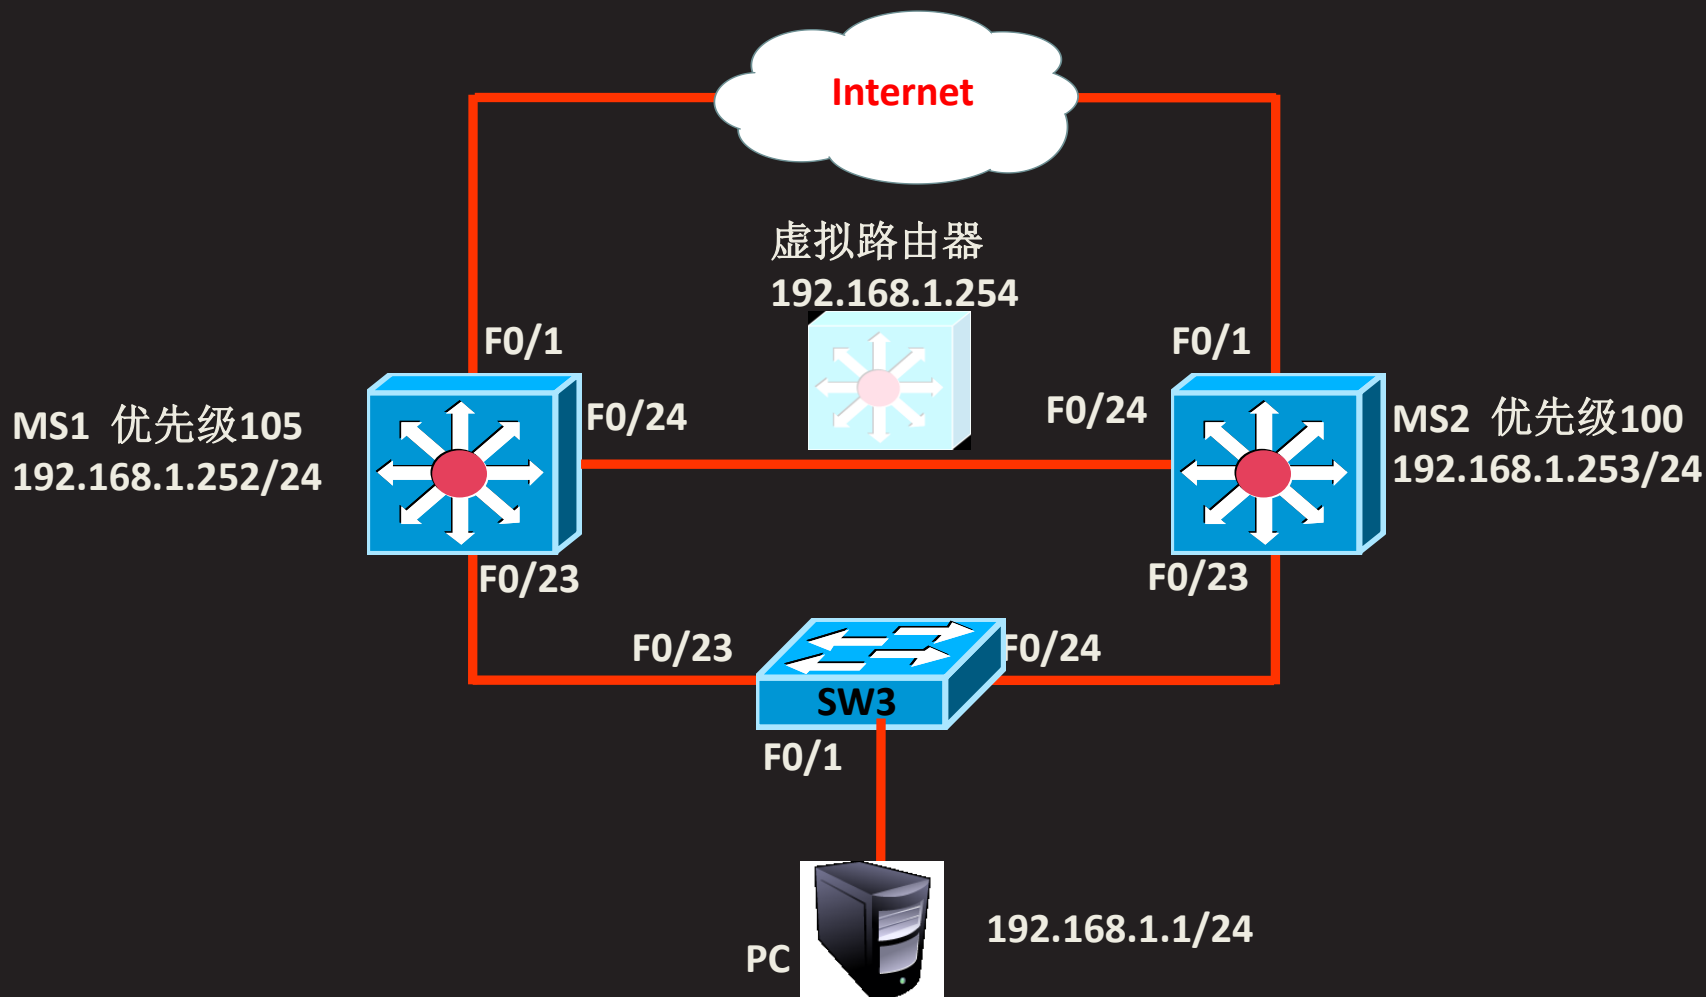 Internet
虚拟路由器
192.168.1.254
F0/1
F0/1
MS1 优先级105
192.168.1.252/24
F0/24
F0/24
MS2 优先级100
192.168.1.253/24
F0/23
F0/23
F0/23
F0/24
SW3
F0/1
PC
192.168.1.1/24